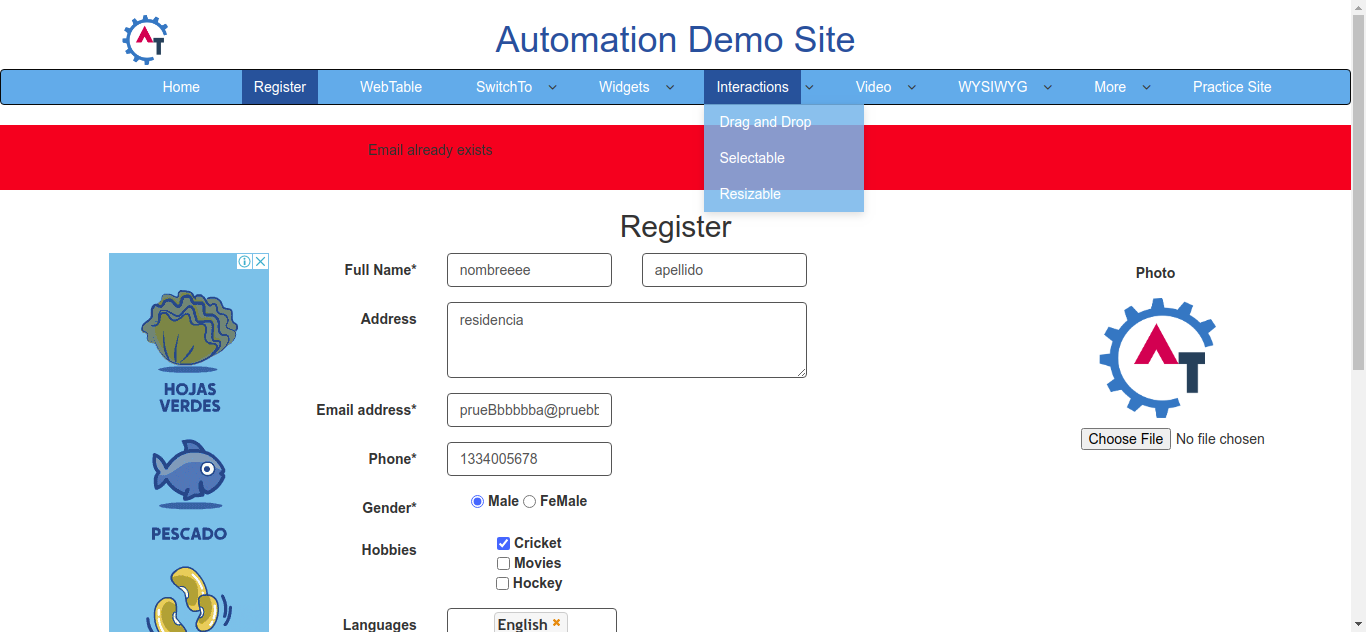 AT
Automation Demo Site
Home Register WebTable SwitchTo Widgets Interactions Video WYSIWYG More Practice Site
Drag and Drop
Email already exists
Selectable
Resizable
Register
Full Name* nombreeee apellido
Photo
Address residencia
AT
HOJAS
VERDES
Email address* prueBbbbbba@pruebb
Choose File No file chosen
Phone* 1334005678
Gender* Male FeMale
PESCADO
Hobbies Cricket
Movies
Hockey
Languages English